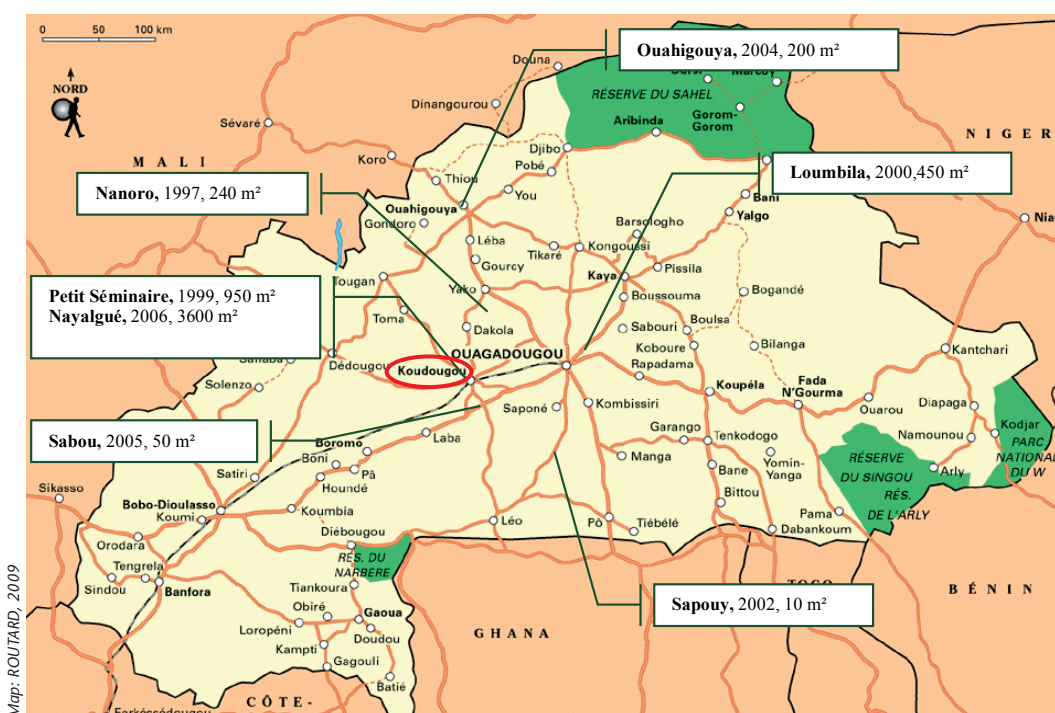 0 50 100 km
NORD
Ouahigouya, 2004, 200 m²
Douna
Marcoy
RÉSERVE DU SAHEL
Dinangourou
Gorom-
Gorom
Aribinda
Sévaré
NIGER
MALI
Koro
Djibo
Pobé
Loumbila, 2000,450 m²
Thiou
Nanoro, 1997, 240 m²
You
Bani
Ouahigouya
Yalgo
Gondoro
Barsologho
Nia
Léba
Tikaré
Kongoussi
Gourcy
Pissila
Kaya
Tougan
Yako
Boussouma
Bogandé
Petit Séminaire, 1999, 950 m²
Nayalgué, 2006, 3600 m²
Toma
Dakola
Sabouri
Boulsa
Koboure
Bilanga
OUAGADOUGOU
Kantchari
Dédougou
Koudougou
Rapadama
Solenzo
Koupéla
Fada
N'Gourma
Saponé
Kombissiri
Ouarou
Diapaga
Sabou, 2005, 50 m²
Laba
Garango
Tenkodogo
Namounou
Kodjar
PARC
NATIONAL
DU W
Boromo
Boni
Pâ
Manga
Yomin-
Yanga
RÉSERVE
DU SINGOU
RÉS.
DE L'ARLY
Arly
Satiri
Houndé
Bane
Sikasso
Bobo-Dioulasso
Koumbia
Bittou
Koumi
Léo
Pô
Tiébélé
Pama
Dabankoum
Orodara
Diébougou
Tengrela
RÉS. DU
NARBERE
Sindou
Banfora
Tiankoura
TOGO
BÉNIN
Sapouy, 2002, 10 m²
Obiré
Gaoua
Loropéni
Doudou
GHANA
Kampti
Gagouli
Batié
CÔTE-
Map: ROUTARD, 2009